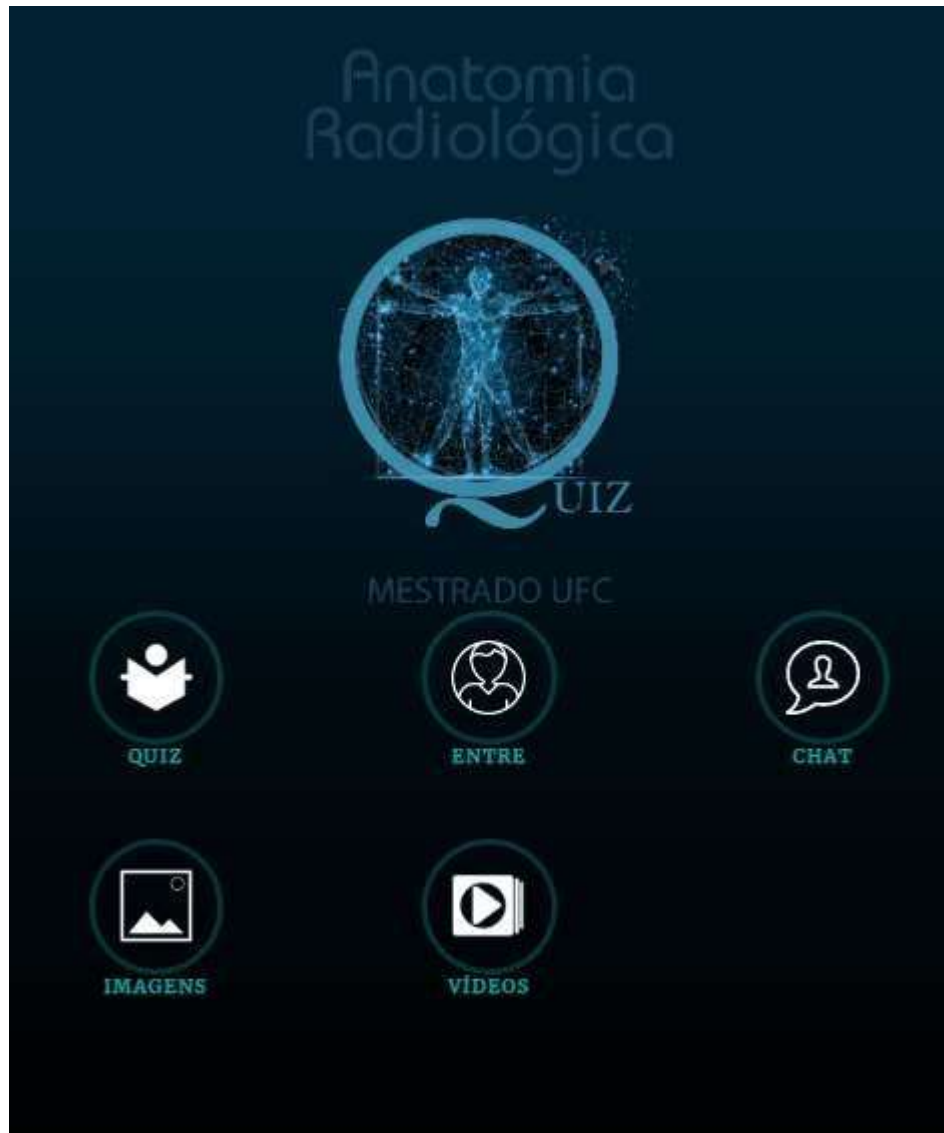 Anatomia
Radiológica
QUIZ
MESTRADO UFC
QUIZ
ENTRE
CHAT
IMAGENS
VÍDEOS